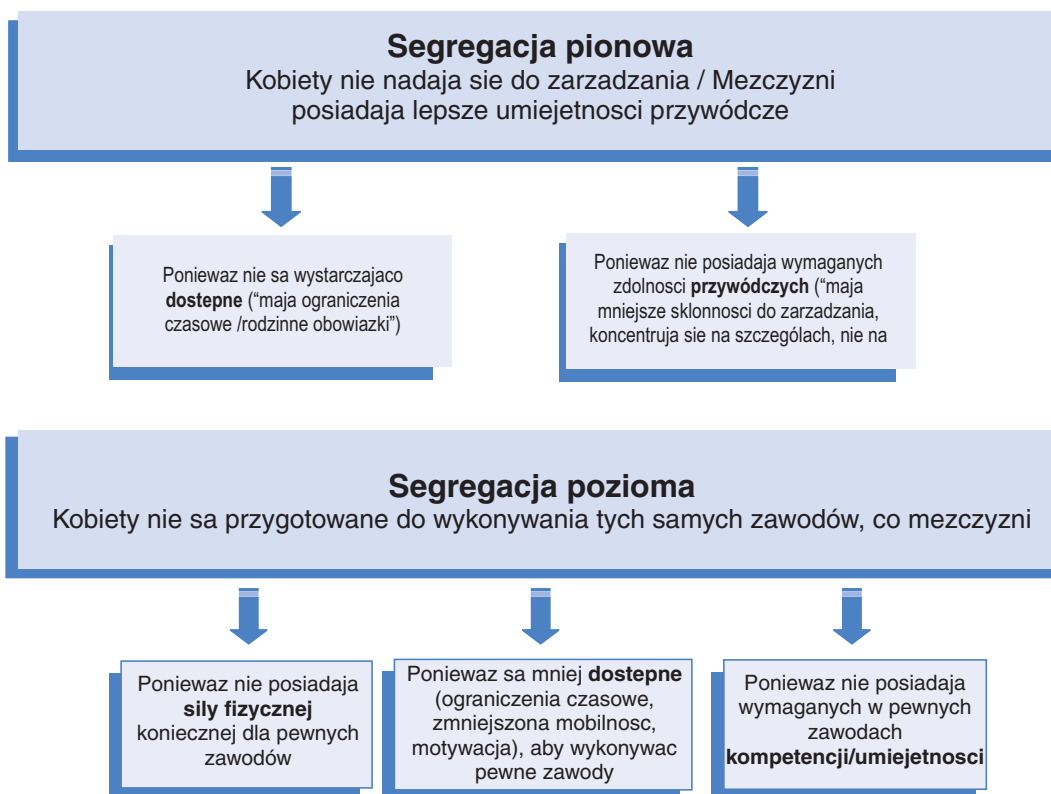 Segregacja pionowa
Kobiety nie nadaja sie do zarzadzania / Mezczyzni
posiadaja lepsze umiejetnosci przywódcze
Poniewaz nie sa wystarczajaco
dostepne (“maja ograniczenia
czasowe /rodzinne obowiazki”)
Poniewaz nie posiadaja wymaganych
zdolnosci przywódczych (“maja
mniejsze sklonnosci do zarzadzania,
koncentruja sie na szczególach, nie na
Segregacja pozioma
Kobiety nie sa przygotowane do wykonywania tych samych zawodów, co mezczyzni
Poniewaz nie posiadaja
sily fizycznej
koniecznej dla pewnych
zawodów
Poniewaz sa mniej dostepne
(ograniczenia czasowe,
zmniejszona mobilnosc,
motywacja), aby wykonywac
pewne zawody
Poniewaz nie posiadaja
wymaganych w pewnych
zawodach
kompetencji/umiejetnosci